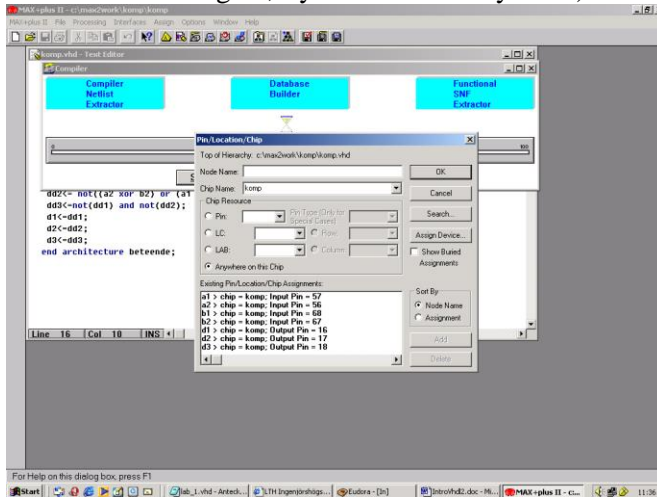 MAX+plus II - c:\max2work\komp\komp
MAX+plus II File Processing Interfaces Assign Options Window Help
komp.vhd - Text Editor
Compiler
Compiler Netlist Extractor
Database Builder
Functional SNF Extractor
0 100
dd2<= not((a2 xor b2) or (a1
dd3<=not(dd1) and not(dd2);
d1<=dd1;
d2<=dd2;
d3<=dd3;
end architecture beteende;
Line 16 Col 10 INS
Pin/Location/Chip
Top of Hierarchy: c:\max2work\komp\komp.vhd
Node Name:
OK
Chip Name: komp
Cancel
Chip Resource
Pin:
Pin Type (Only for Special Cases)
Search...
LC:
Row:
Assign Device...
LAB:
Column:
Show Buried Assignments
Anywhere on this Chip
Existing Pin/Location/Chip Assignments:
a1 > chip = komp; Input Pin = 57
a2 > chip = komp; Input Pin = 56
b1 > chip = komp; Input Pin = 68
b2 > chip = komp; Input Pin = 67
d1 > chip = komp; Output Pin = 16
d2 > chip = komp; Output Pin = 17
d3 > chip = komp; Output Pin = 18
Sort By
Node Name
Assignment
Add
Delete
For Help on this dialog box, press F1
Start
lab_1.vhd - Anteck...
LTH Ingenjörshögs...
Eudora - [In]
IntroVhdl2.doc - Mi...
MAX+plus II - c:...
11:36